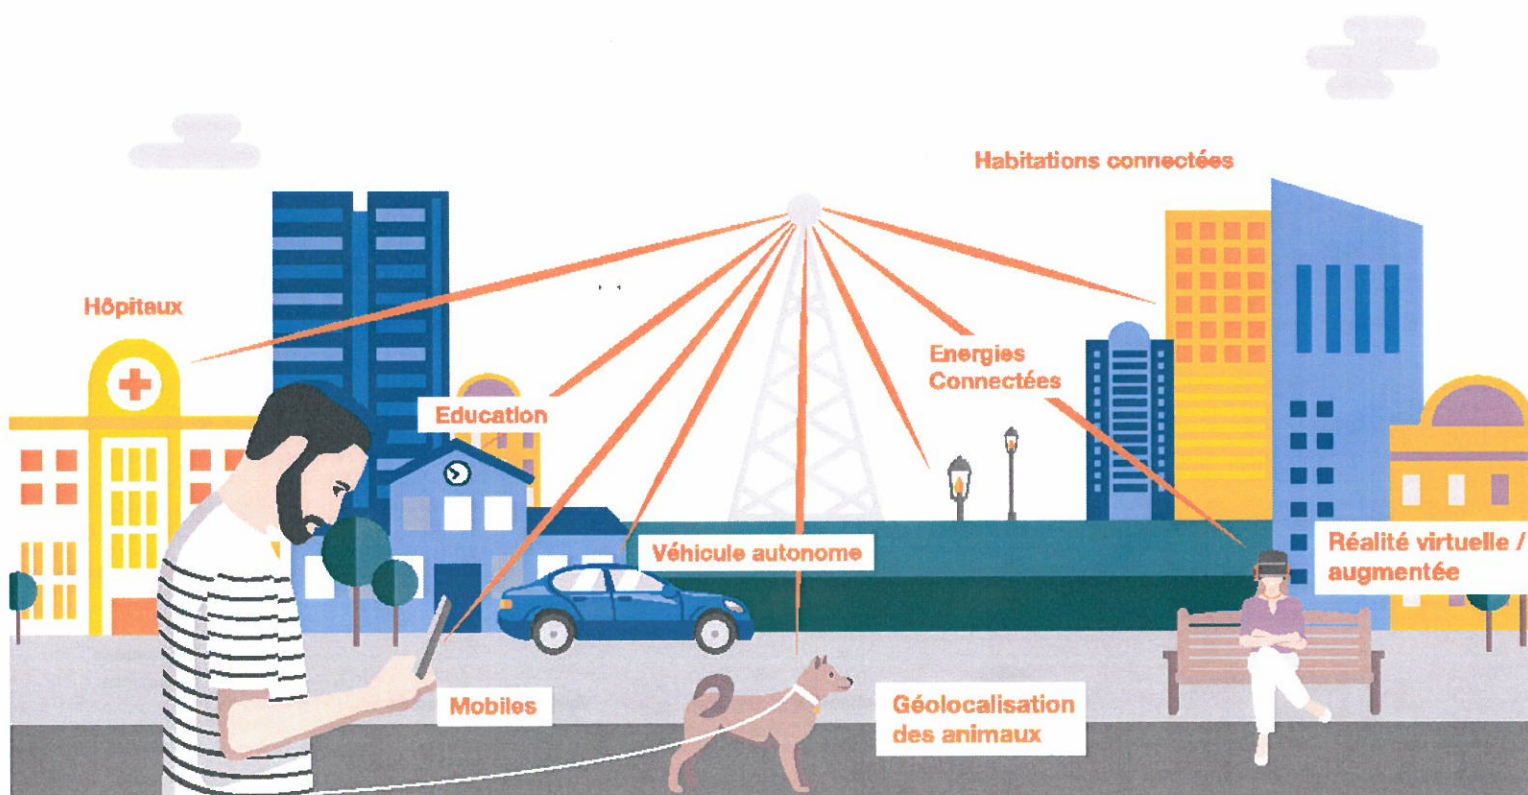 Habitations connectées
Hôpitaux
Energies
Connectées
Education
Véhicule autonome
Réalité virtuelle /
augmentée
Mobiles
Géolocalisation
des animaux